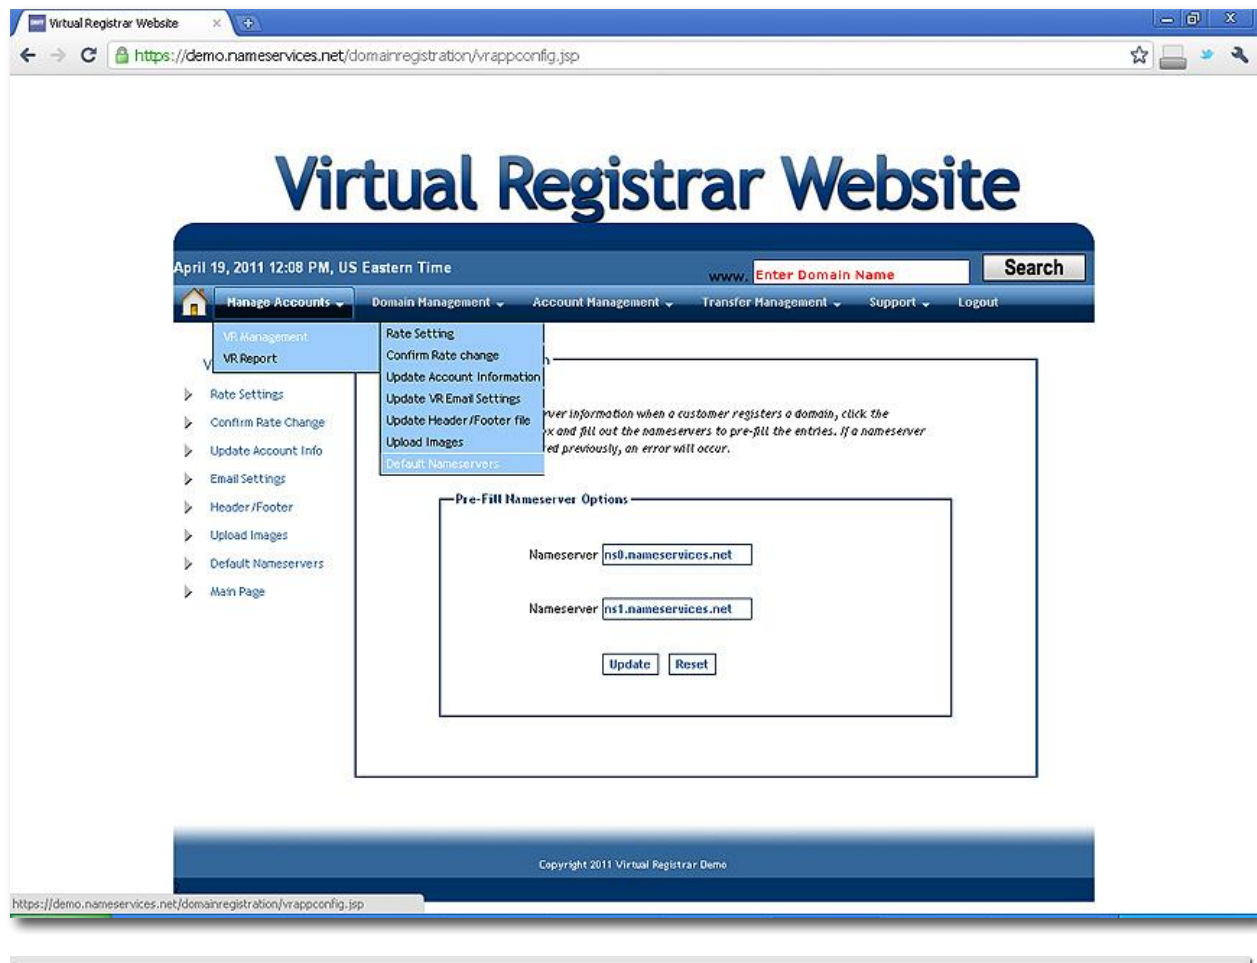 Virtual Registrar Website
https://demo.nameservices.net/domainregistration/vrappconfig.jsp
Virtual Registrar Website
April 19, 2011 12:08 PM, US Eastern Time
www. Enter Domain Name
Search
Manage Accounts
Domain Management
Account Management
Transfer Management
Support
Logout
VR Management
VR Report
Rate Setting
Confirm Rate change
Update Account Information
Update VR Email Settings
Update Header/Footer file
Upload Images
Default Nameservers
V
Rate Settings
Confirm Rate Change
Update Account Info
Email Settings
Header/Footer
Upload Images
Default Nameservers
Main Page
information when a customer registers a domain, click the
and fill out the nameservers to pre-fill the entries. If a nameserver
previously, an error will occur.
Pre-Fill Nameserver Options
Nameserver ns0.nameservices.net
Nameserver ns1.nameservices.net
Update
Reset
Copyright 2011 Virtual Registrar Demo
https://demo.nameservices.net/domainregistration/vrappconfig.jsp